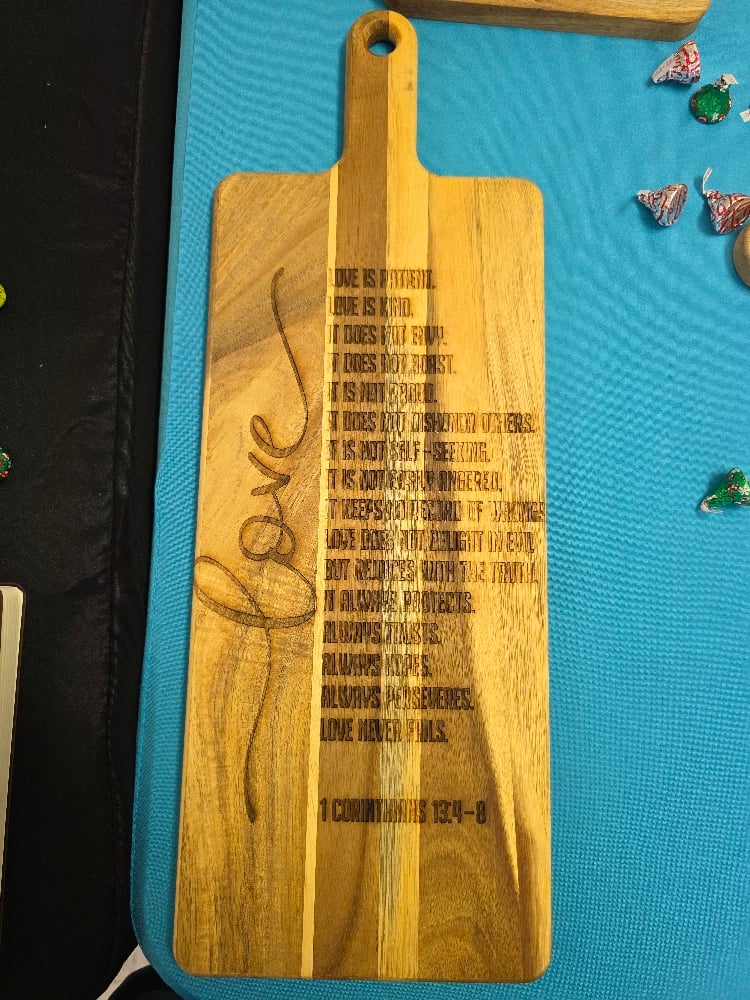 love
LOVE IS PATIENT.
LOVE IS KIND.
IT DOES NOT ENVY.
IT DOES NOT BOAST.
IT IS NOT PROUD.
IT DOES NOT DISHONOR OTHERS.
IT IS NOT SELF-SEEKING.
IT IS NOT EASILY ANGERED.
IT KEEPS NO RECORD OF WRONGS
LOVE DOES NOT DELIGHT IN EVIL
BUT REJOICES WITH THE TRUTH.
IT ALWAYS PROTECTS.
ALWAYS TRUSTS.
ALWAYS HOPES.
ALWAYS PERSEVERES.
LOVE NEVER FAILS.
1 CORINTHIANS 13:4-8